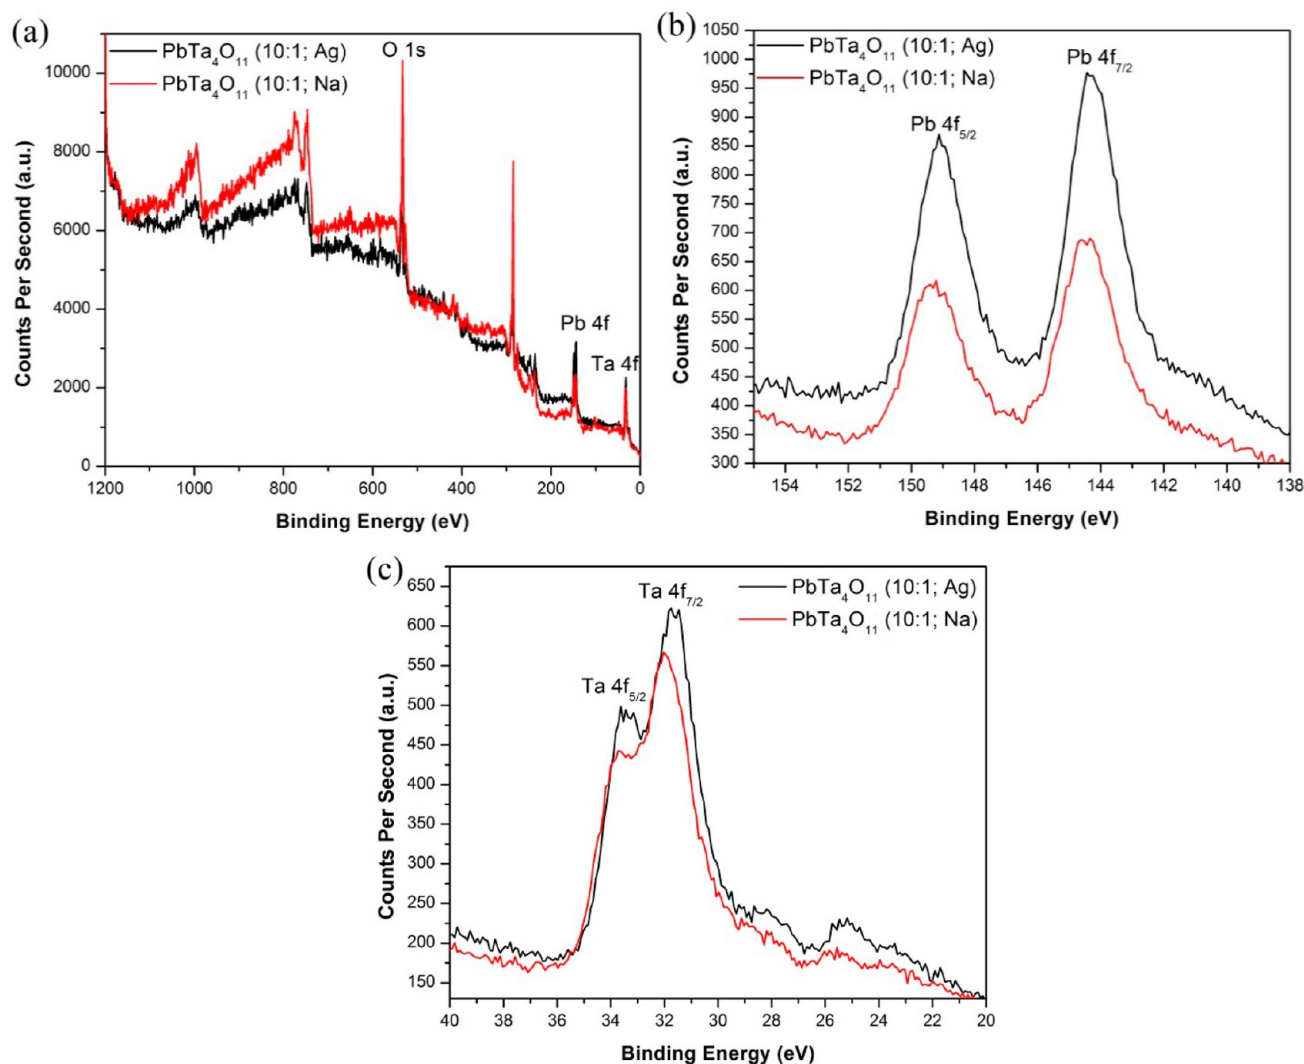 (a)
PbTa₄O₁₁ (10:1; Ag)
PbTa₄O₁₁ (10:1; Na)
O 1s
Pb 4f
Ta 4f
Counts Per Second (a.u.)
10000
8000
6000
4000
2000
0
1200 1000 800 600 400 200 0
Binding Energy (eV)
(b)
PbTa₄O₁₁ (10:1; Ag)
PbTa₄O₁₁ (10:1; Na)
Pb 4f₇/₂
Pb 4f₅/₂
Counts Per Second (a.u.)
1050
1000
950
900
850
800
750
700
650
600
550
500
450
400
350
300
154 152 150 148 146 144 142 140 138
Binding Energy (eV)
(c)
PbTa₄O₁₁ (10:1; Ag)
PbTa₄O₁₁ (10:1; Na)
Ta 4f₇/₂
Ta 4f₅/₂
Counts Per Second (a.u.)
650
600
550
500
450
400
350
300
250
200
150
40 38 36 34 32 30 28 26 24 22 20
Binding Energy (eV)